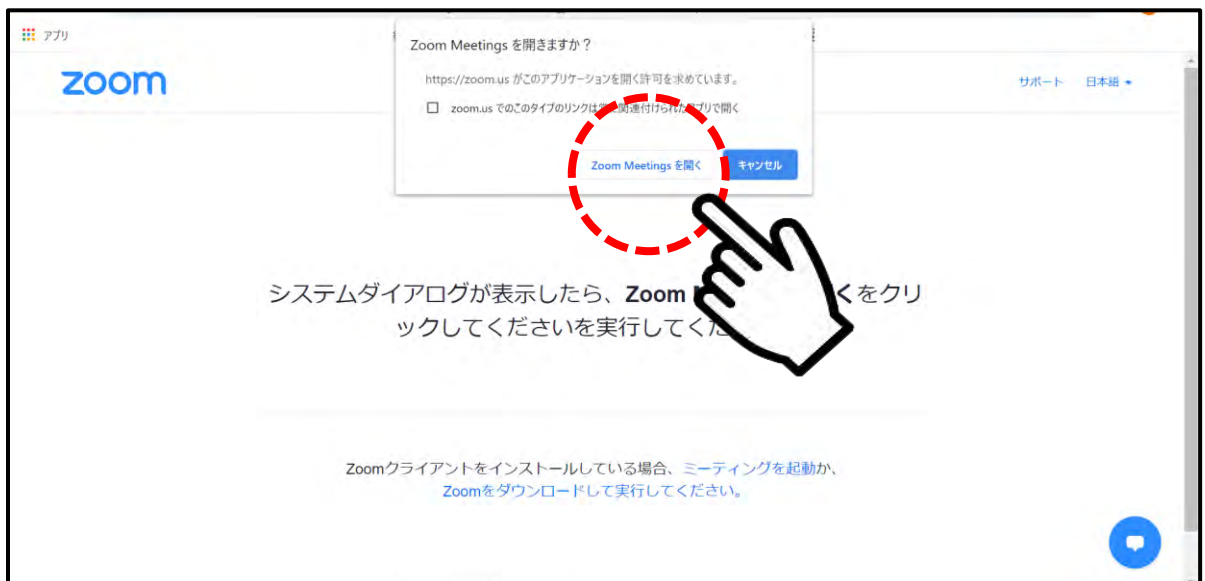 アプリ
Zoom Meetings を開きますか？
https://zoom.us がこのアプリケーションを開く許可を求めています。
zoom.us でのこのタイプのリンクは常に関連付けられたアプリで開く
Zoom Meetings を開く キャンセル
zoom サポート 日本語
システムダイアログが表示したら、Zoom くをクリ
ックしてくださいを実行してくだ
Zoomクライアントをインストールしている場合、ミーティングを起動か、
Zoomをダウンロードして実行してください。